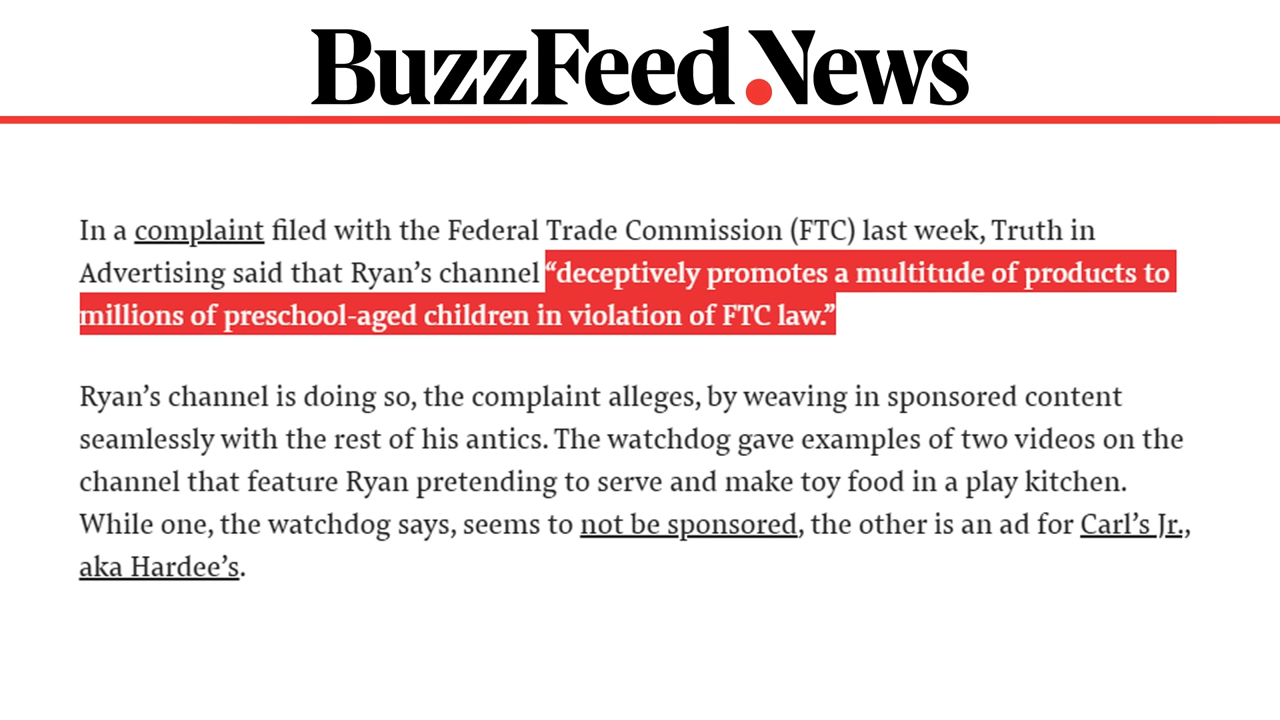 BuzzFeed News
In a complaint filed with the Federal Trade Commission (FTC) last week, Truth in
Advertising said that Ryan’s channel “deceptively promotes a multitude of products to
millions of preschool-aged children in violation of FTC law.”
Ryan’s channel is doing so, the complaint alleges, by weaving in sponsored content
seamlessly with the rest of his antics. The watchdog gave examples of two videos on the
channel that feature Ryan pretending to serve and make toy food in a play kitchen.
While one, the watchdog says, seems to not be sponsored, the other is an ad for Carl’s Jr.,
aka Hardee’s.